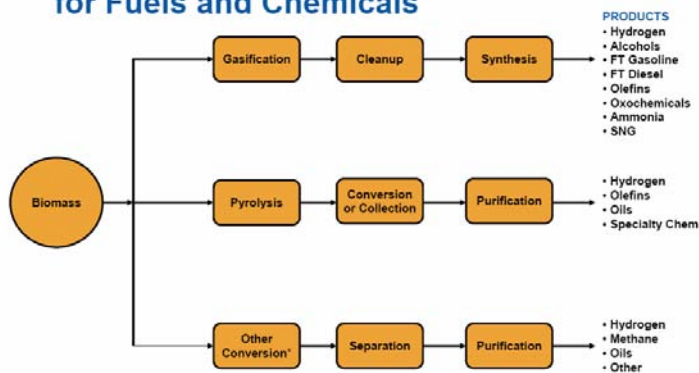 for Fuels and Chemicals
PRODUCTS
• Hydrogen
• Alcohols
• FT Gasoline
• FT Diesel
• Olefins
• Oxochemicals
• Ammonia
• SNG
Gasification
Cleanup
Synthesis
Biomass
Pyrolysis
Conversion
or Collection
Purification
• Hydrogen
• Olefins
• Oils
• Specialty Chem
Other
Conversion*
Separation
Purification
• Hydrogen
• Methane
• Oils
• Other